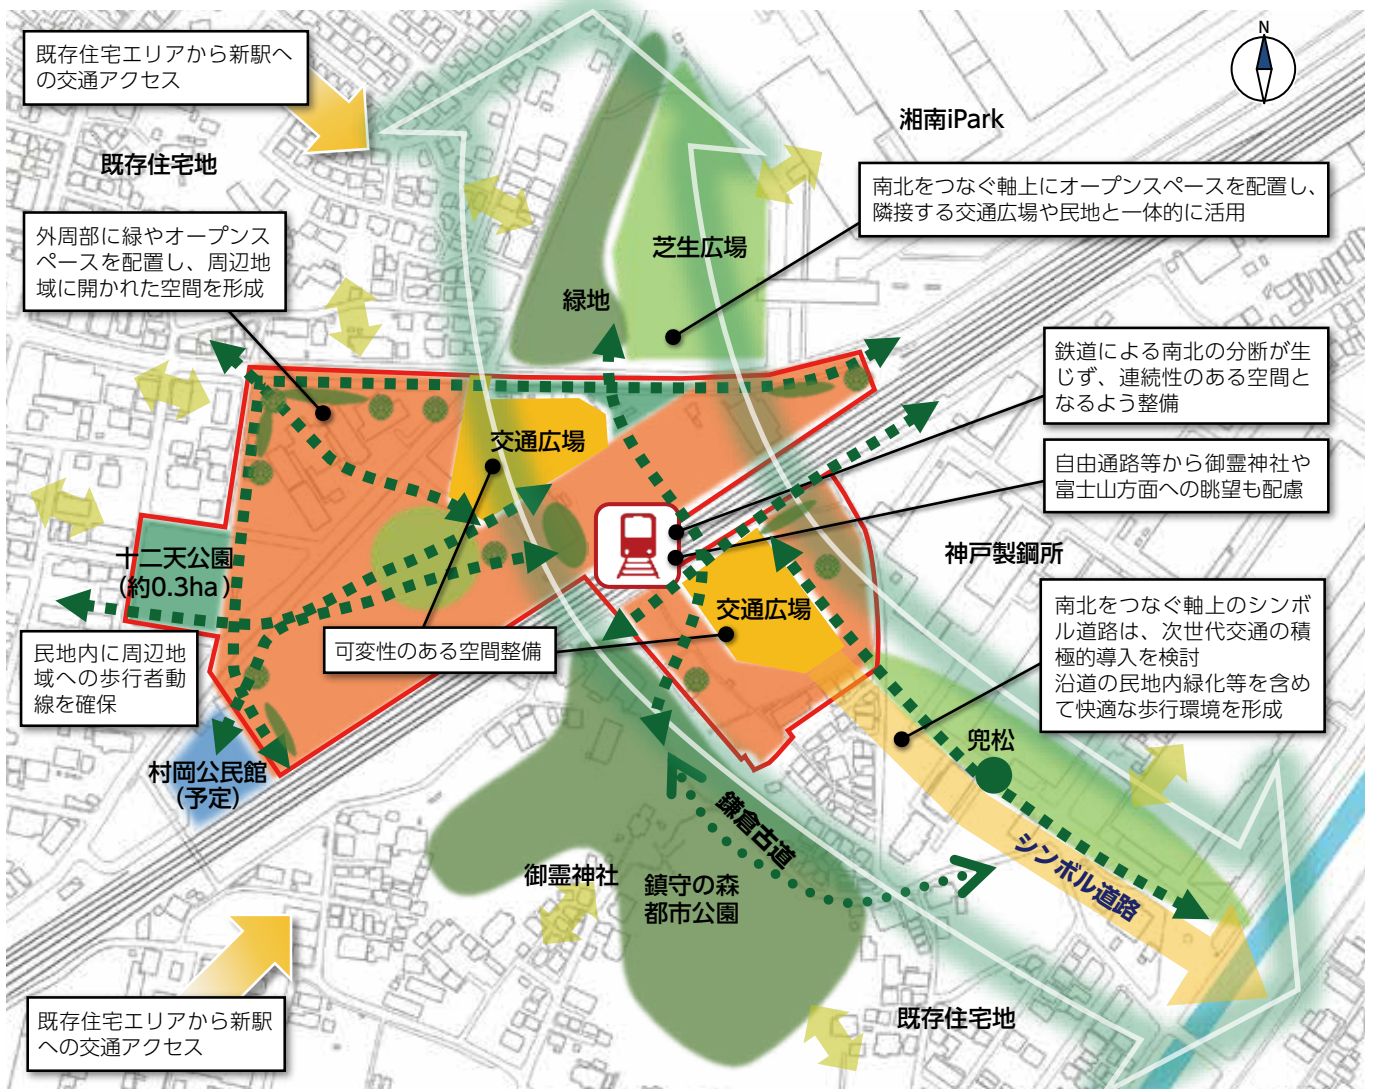 N
既存住宅エリアから新駅へ
の交通アクセス
湘南iPark
既存住宅地
南北をつなぐ軸上にオープンスペースを配置し、
隣接する交通広場や民地と一体的に活用
外周部に緑やオープンス
ペースを配置し、周辺地
域に開かれた空間を形成
芝生広場
緑地
鉄道による南北の分断が生
じず、連続性のある空間と
なるよう整備
交通広場
自由通路等から御霊神社や
富士山方面への眺望も配慮
神戸製鋼所
十二天公園
(約0.3ha)
交通広場
南北をつなぐ軸上のシンボ
ル道路は、次世代交通の積
極的導入を検討
沿道の民地内緑化等を含め
て快適な歩行環境を形成
民地内に周辺地
域への歩行者動
線を確保
可変性のある空間整備
兜松
村岡公民館
(予定)
鎌倉古道
シンボル道路
御霊神社
鎮守の森
都市公園
既存住宅エリアから新駅
への交通アクセス
既存住宅地